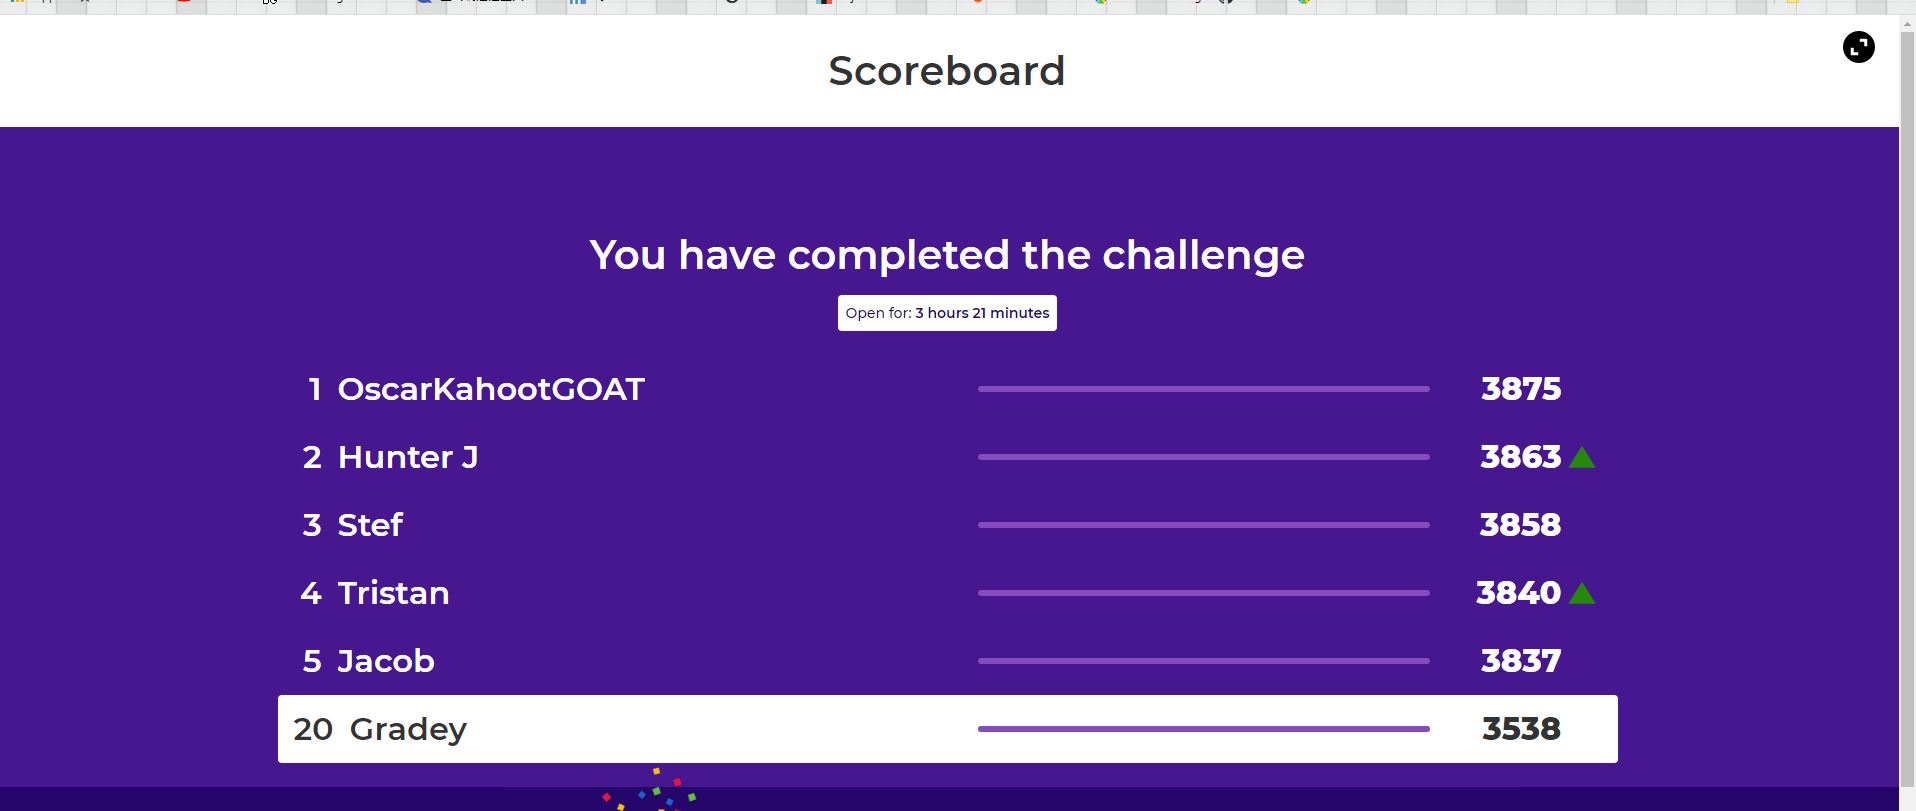 Scoreboard
You have completed the challenge
Open for: 3 hours 21 minutes
1 OscarKahootGOAT 3875
2 Hunter J 3863
3 Stef 3858
4 Tristan 3840
5 Jacob 3837
20 Gradey 3538